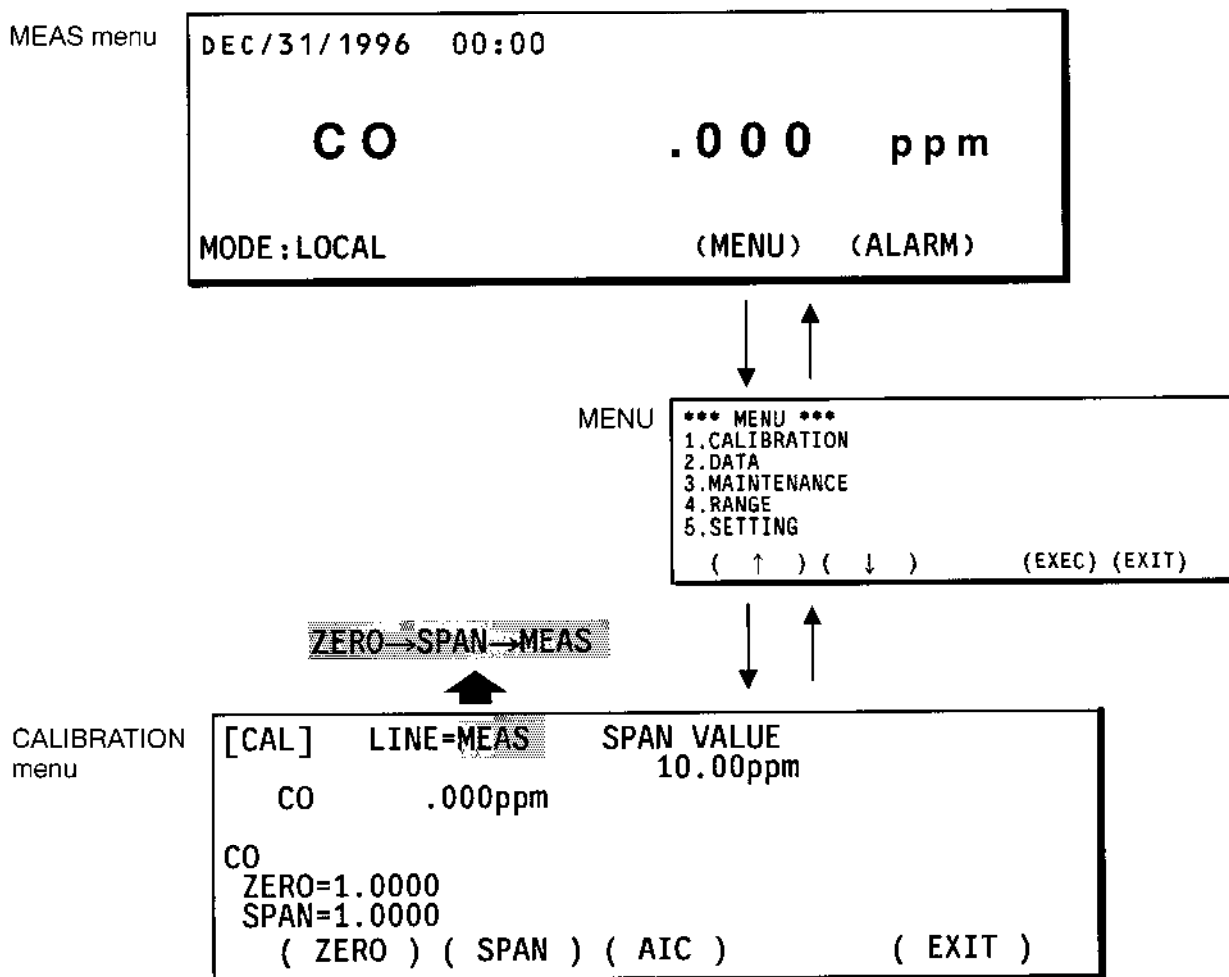 MEAS menu
DEC/31/1996 00:00
CO .000 ppm
MODE:LOCAL (MENU) (ALARM)
MENU
*** MENU ***
1.CALIBRATION
2.DATA
3.MAINTENANCE
4.RANGE
5.SETTING
( ↑ ) ( ↓ ) (EXEC) (EXIT)
ZERO→SPAN→MEAS
CALIBRATION
menu
[CAL] LINE=MEAS SPAN VALUE
10.00ppm
CO .000ppm
CO
ZERO=1.0000
SPAN=1.0000
( ZERO ) ( SPAN ) ( AIC ) ( EXIT )